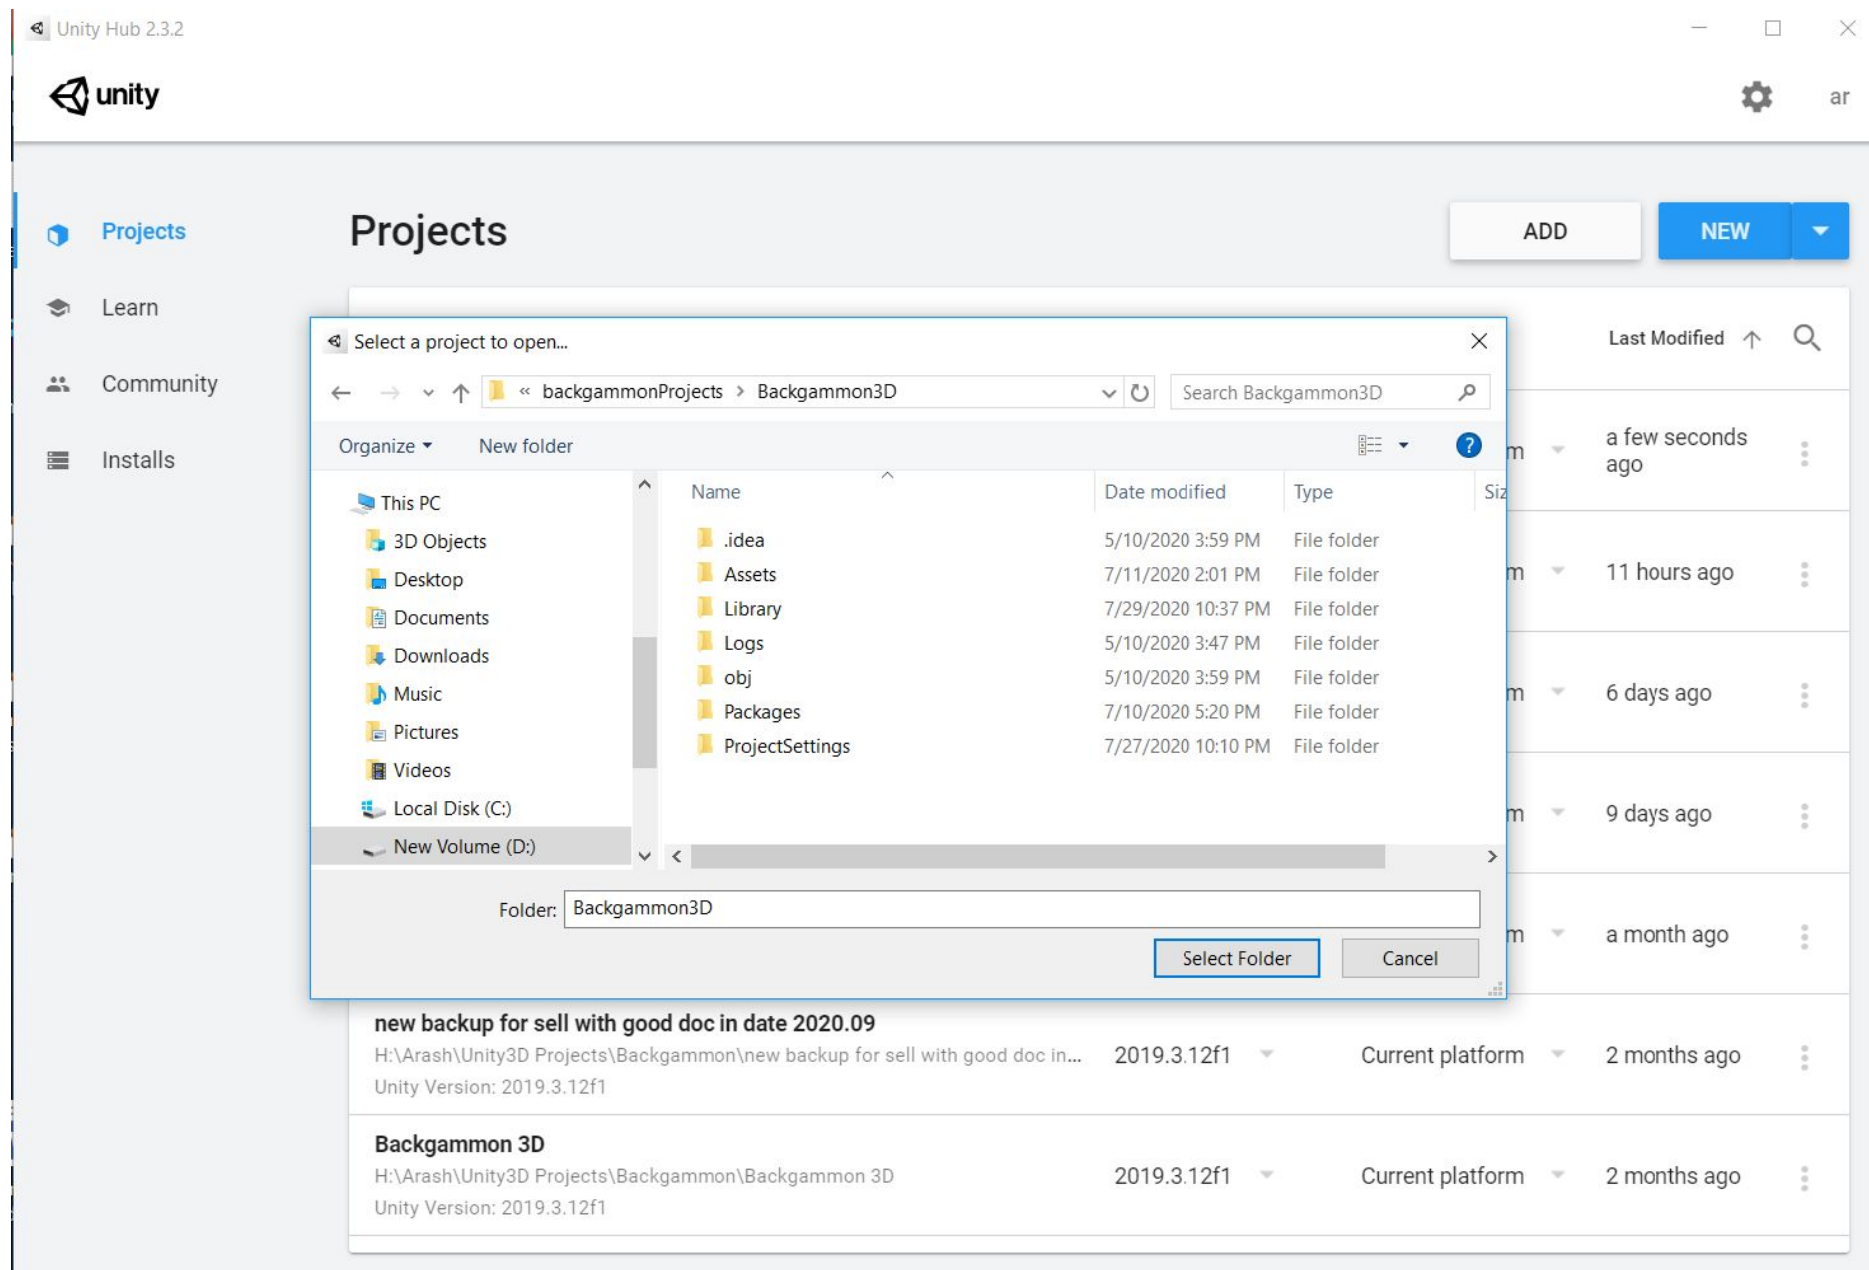 Unity Hub 2.3.2
unity
ar
Projects
Learn
Community
Installs
Projects
ADD
NEW
Last Modified
Select a project to open...
« backgammonProjects > Backgammon3D
Search Backgammon3D
Organize
New folder
?
This PC
3D Objects
Desktop
Documents
Downloads
Music
Pictures
Videos
Local Disk (C:)
New Volume (D:)
Name Date modified Type Siz
.idea 5/10/2020 3:59 PM File folder
Assets 7/11/2020 2:01 PM File folder
Library 7/29/2020 10:37 PM File folder
Logs 5/10/2020 3:47 PM File folder
obj 5/10/2020 3:59 PM File folder
Packages 7/10/2020 5:20 PM File folder
ProjectSettings 7/27/2020 10:10 PM File folder
Folder: Backgammon3D
Select Folder
Cancel
m a few seconds
ago
m 11 hours ago
m 6 days ago
m 9 days ago
m a month ago
new backup for sell with good doc in date 2020.09
H:\Arash\Unity3D Projects\Backgammon\new backup for sell with good doc in...
Unity Version: 2019.3.12f1
2019.3.12f1 Current platform 2 months ago
Backgammon 3D
H:\Arash\Unity3D Projects\Backgammon\Backgammon 3D
Unity Version: 2019.3.12f1
2019.3.12f1 Current platform 2 months ago